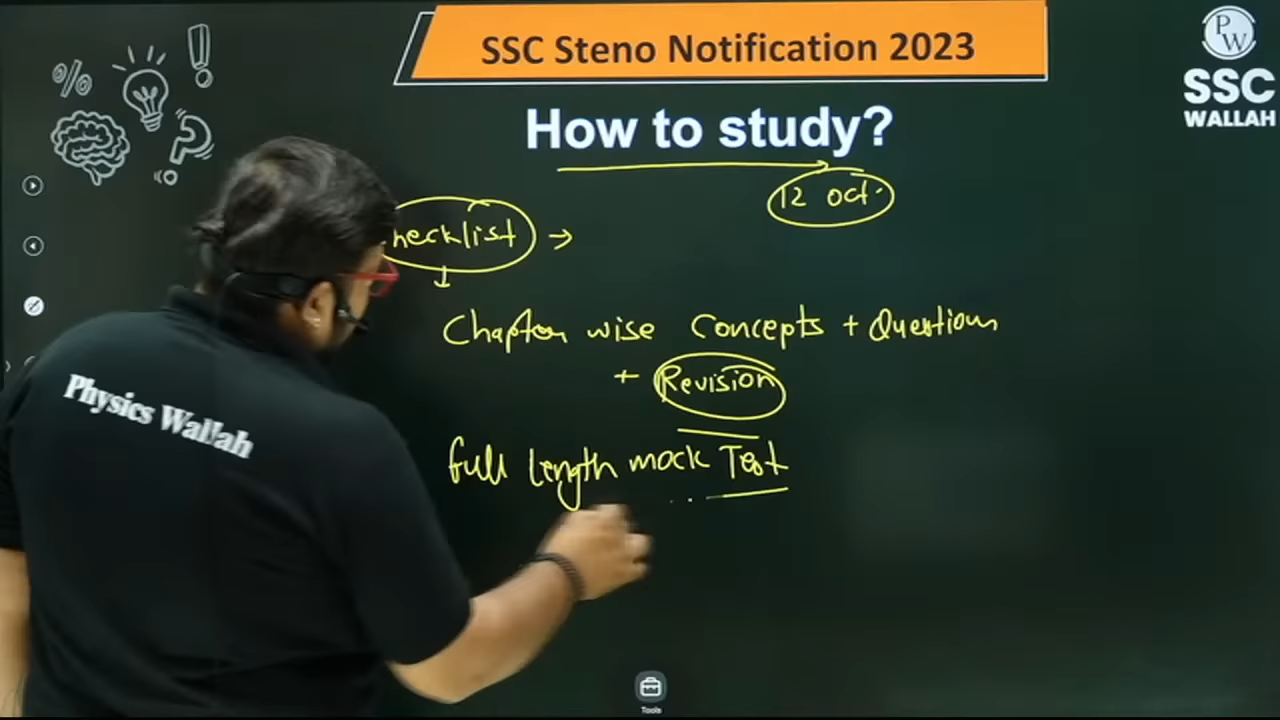 SSC Steno Notification 2023
PW
SSC
WALLAH
How to study?
12 oct.
hecklist →
Chapter wise Concepts + Questions
+ Revision
Physics Wallah
full length mock Test
Tools